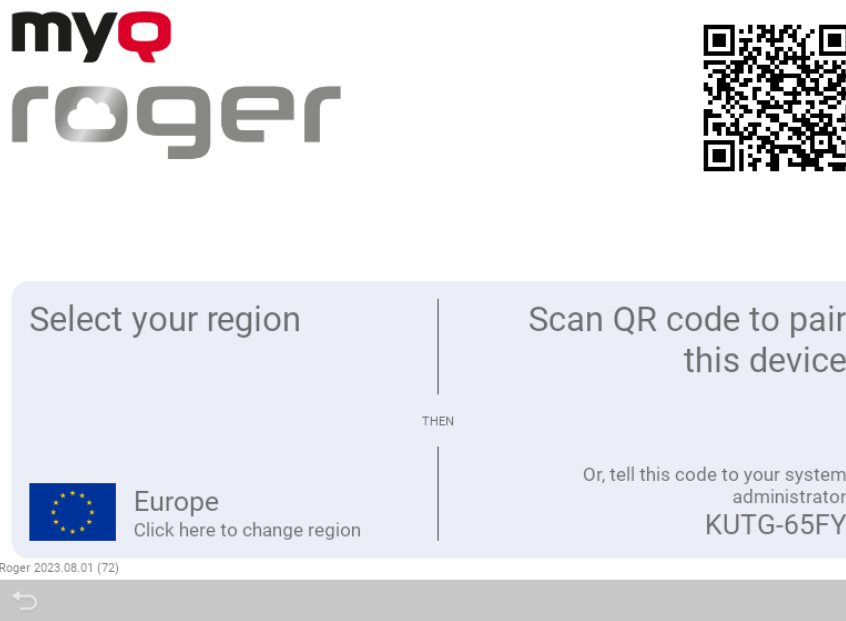 myQ
roger
Select your region
Scan QR code to pair
this device
THEN
Europe
Click here to change region
Or, tell this code to your system
administrator
KUTG-65FY
Roger 2023.08.01 (72)